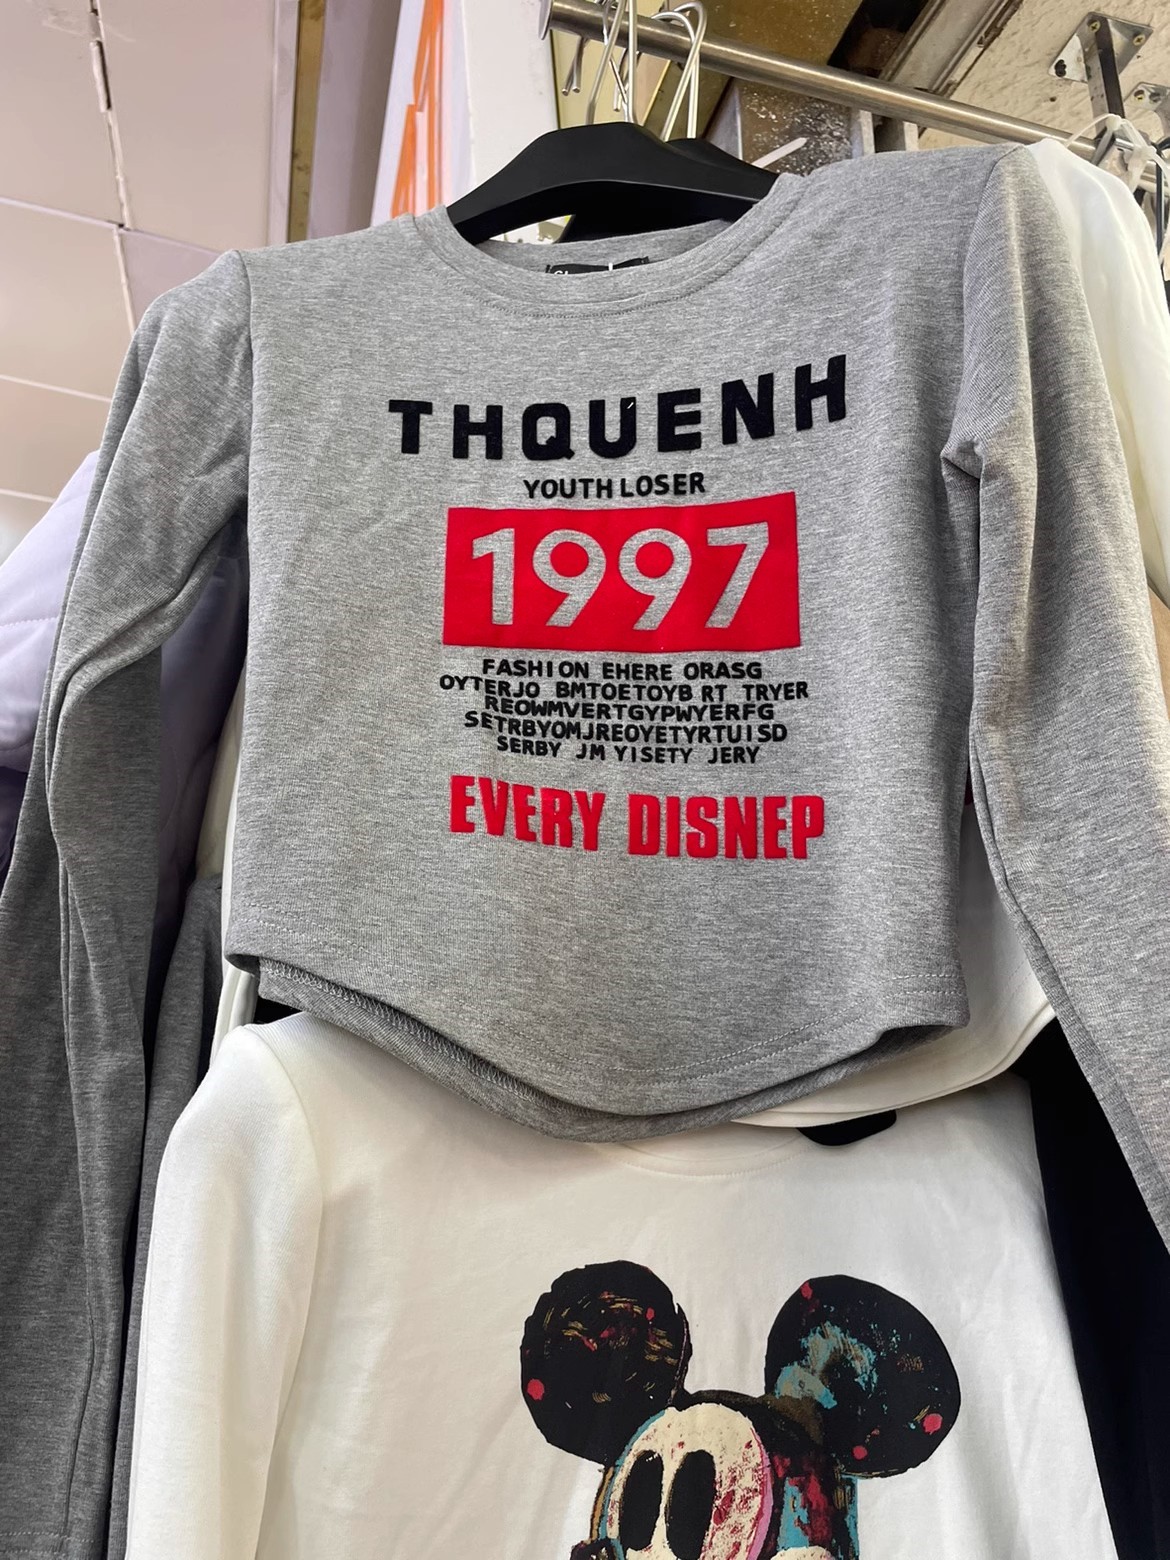 THQUENH
YOUTH LOSER
1997
FASHION EHERE ORASG
OYTERJO BMTOETOYB RT TRYER
REOWMVERTGYPWYERFG
SETRBYOMJREOYETYRTUISD
SERBY JM YISETY JERY
EVERY DISNEP